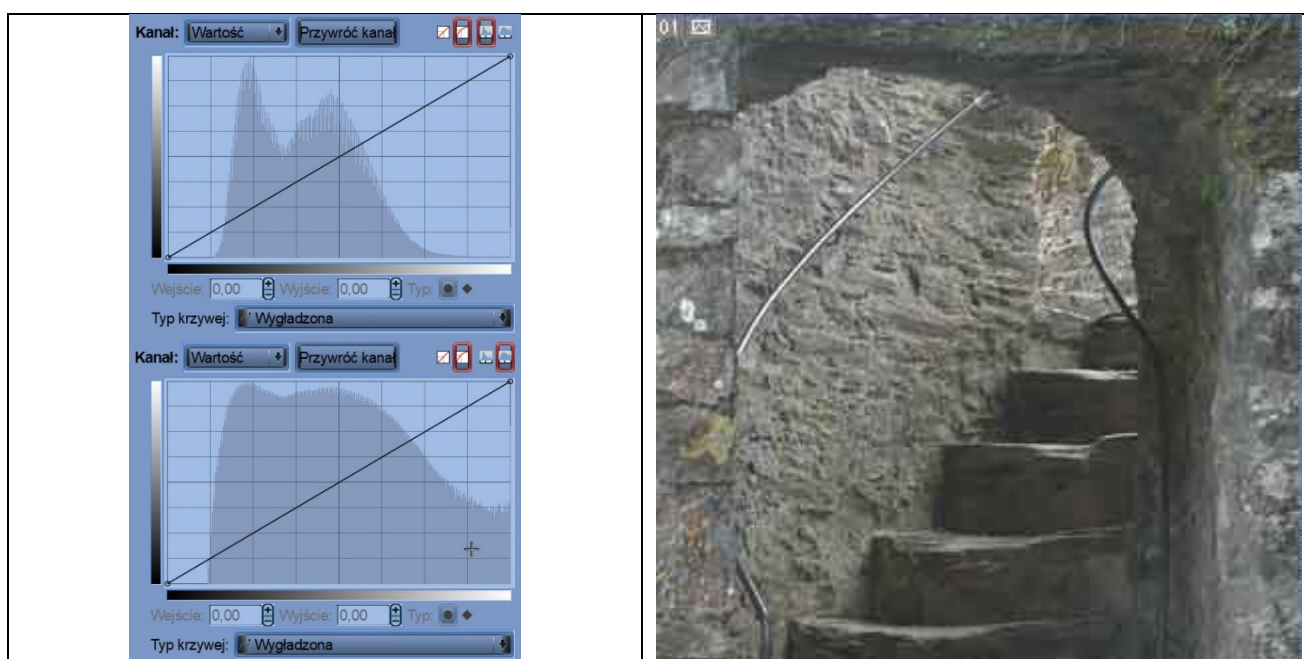 Kanał: Wartość Przywróć kanał
Wejście: 0,00 Wyjście: 0,00 Typ:
Typ krzywej: Wygładzona
Kanał: Wartość Przywróć kanał
Wejście: 0,00 Wyjście: 0,00 Typ:
Typ krzywej: Wygładzona
01